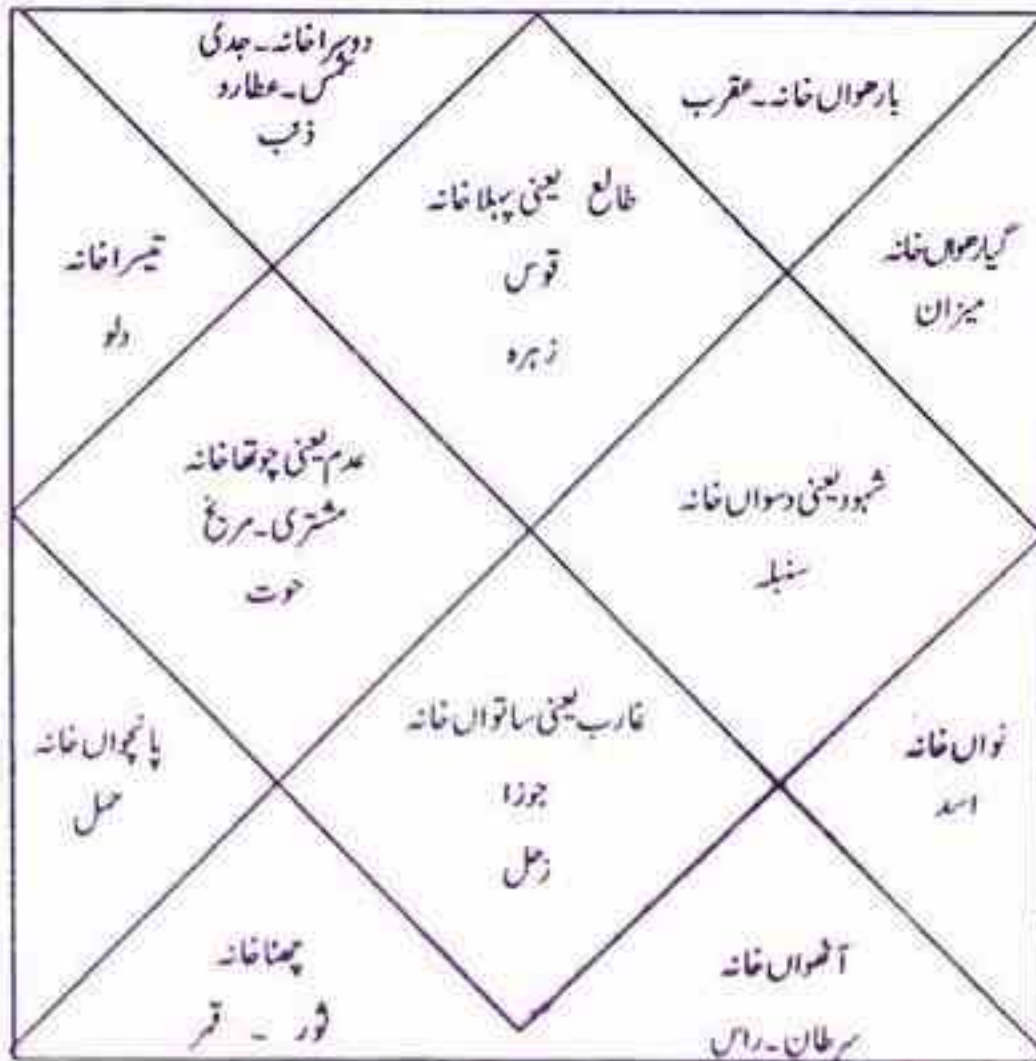 دوسرا خانہ۔جدی
شمس۔عطارد
ذنب
بارھواں خانہ۔عقرب
طالع یعنی پہلا خانہ
قوس
زہرہ
گیارھواں خانہ
میزان
تیسرا خانہ
دلو
شہود یعنی دسواں خانہ
سنبلہ
عدم یعنی چوتھا خانہ
مشتری۔مریخ
حوت
نواں خانہ
اسد
غارب یعنی ساتواں خانہ
جوزا
زحل
پانچواں خانہ
حمل
آٹھواں خانہ
سرطان۔راس
چھٹا خانہ
ثور ۔ قمر